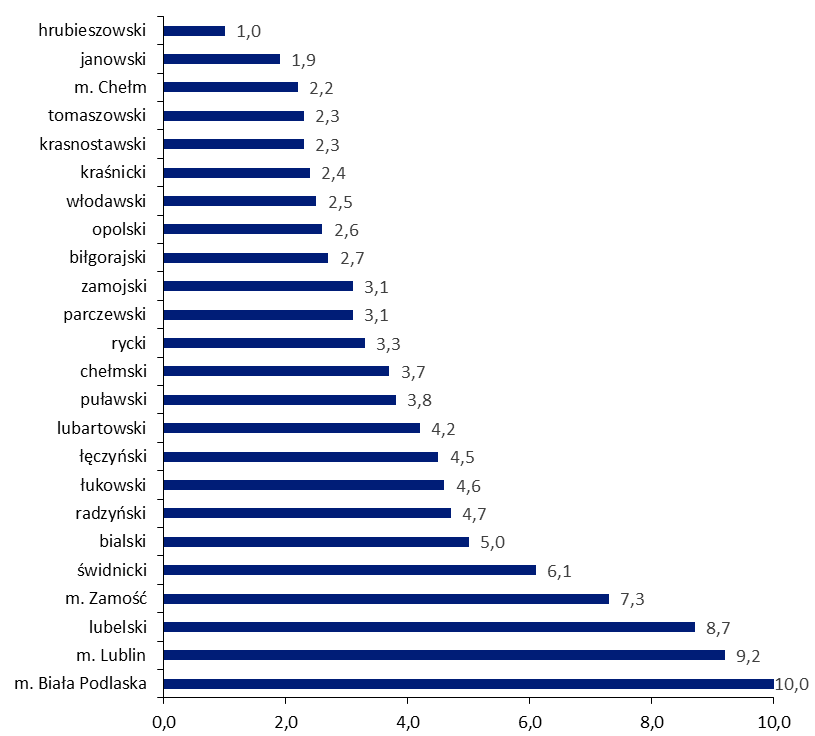 hrubieszowski 1,0
janowski 1,9
m. Chełm 2,2
tomaszowski 2,3
krasnostawski 2,3
kraśnicki 2,4
włodawski 2,5
opolski 2,6
biłgorajski 2,7
zamojski 3,1
parczewski 3,1
rycki 3,3
chełmski 3,7
puławski 3,8
lubartowski 4,2
łęczyński 4,5
łukowski 4,6
radzyński 4,7
bialski 5,0
świdnicki 6,1
m. Zamość 7,3
lubelski 8,7
m. Lublin 9,2
m. Biała Podlaska 10,0
0,0 2,0 4,0 6,0 8,0 10,0